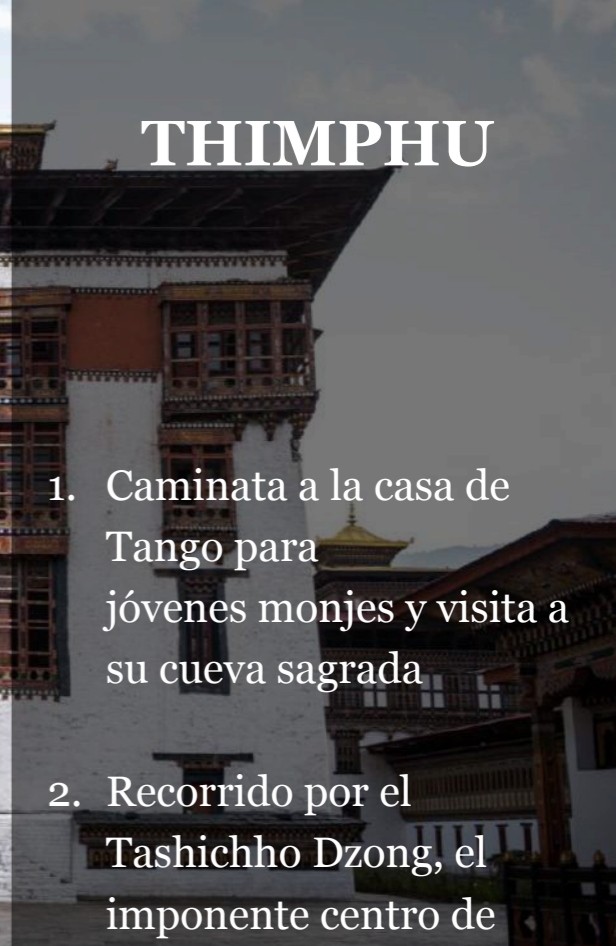 THIMPHU
1. Caminata a la casa de
Tango para
jóvenes monjes y visita a
su cueva sagrada
2. Recorrido por el
Tashichho Dzong, el
imponente centro de